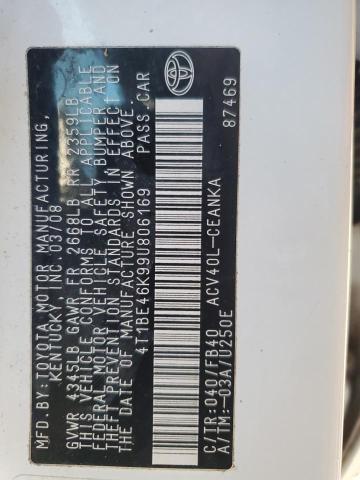 MFD. BY: TOYOTA MOTOR MANUFACTURING,
KENTUCKY, INC. 03/08
GVWR 4345LB GAWR FR 2668LB RR 2359LB
THIS VEHICLE CONFORMS TO ALL APPLICABLE
FEDERAL MOTOR VEHICLE SAFETY, BUMPER AND
THEFT PREVENTION STANDARDS IN EFFECT ON
THE DATE OF MANUFACTURE SHOWN ABOVE.
4T1BE46K99U806169 PASS. CAR
C/TR:040/FB40 ACV40L-CEANKA
A/TM:-03A/U250E 87469